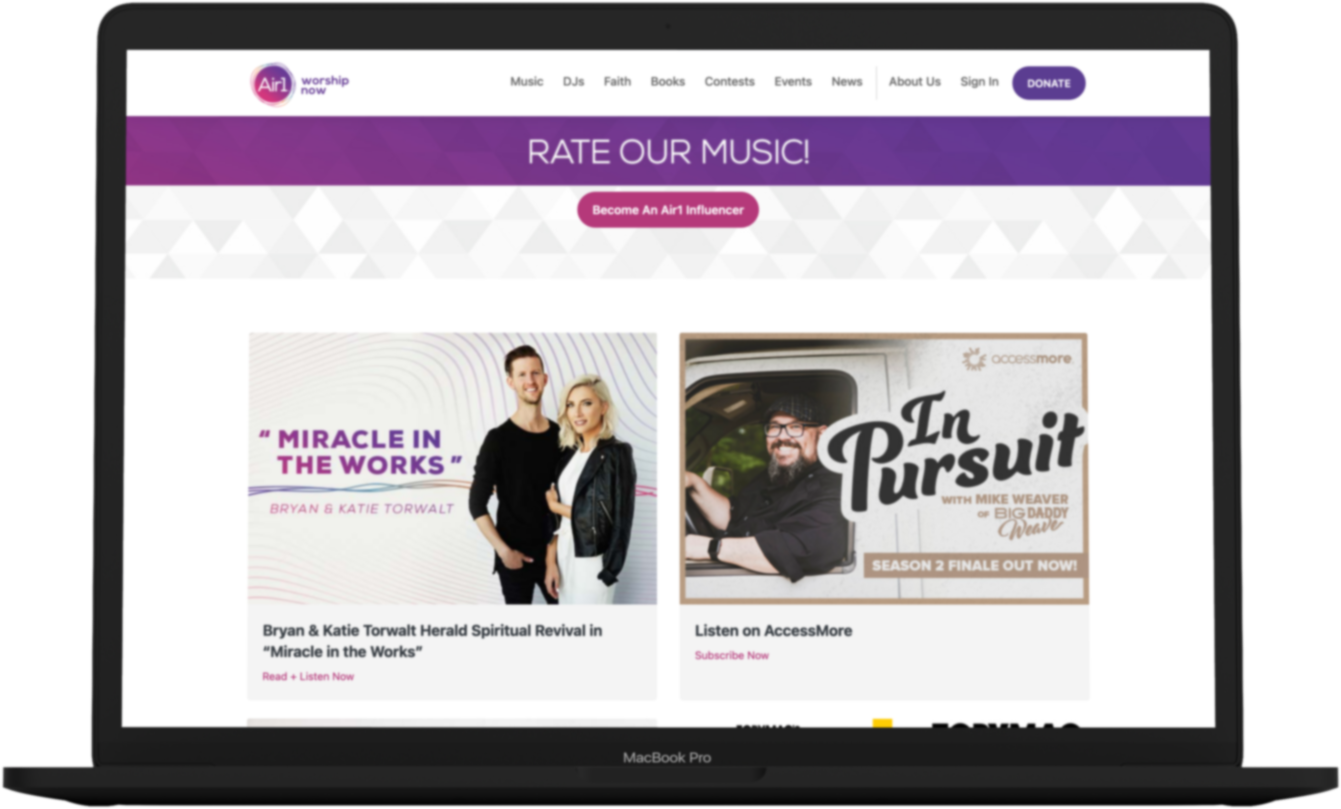 Air1 worship
now
Music DJs Faith Books Contests Events News About Us Sign In DONATE
RATE OUR MUSIC!
Become An Air1 Influencer
“MIRACLE IN
THE WORKS”
BRYAN & KATIE TORWALT
accessmore.
In
Pursuit
WITH MIKE WEAVER
OF BIG DADDY
Weave
SEASON 2 FINALE OUT NOW!
Bryan & Katie Torwalt Herald Spiritual Revival in
“Miracle in the Works”
Read + Listen Now
Listen on AccessMore
Subscribe Now
MacBook Pro